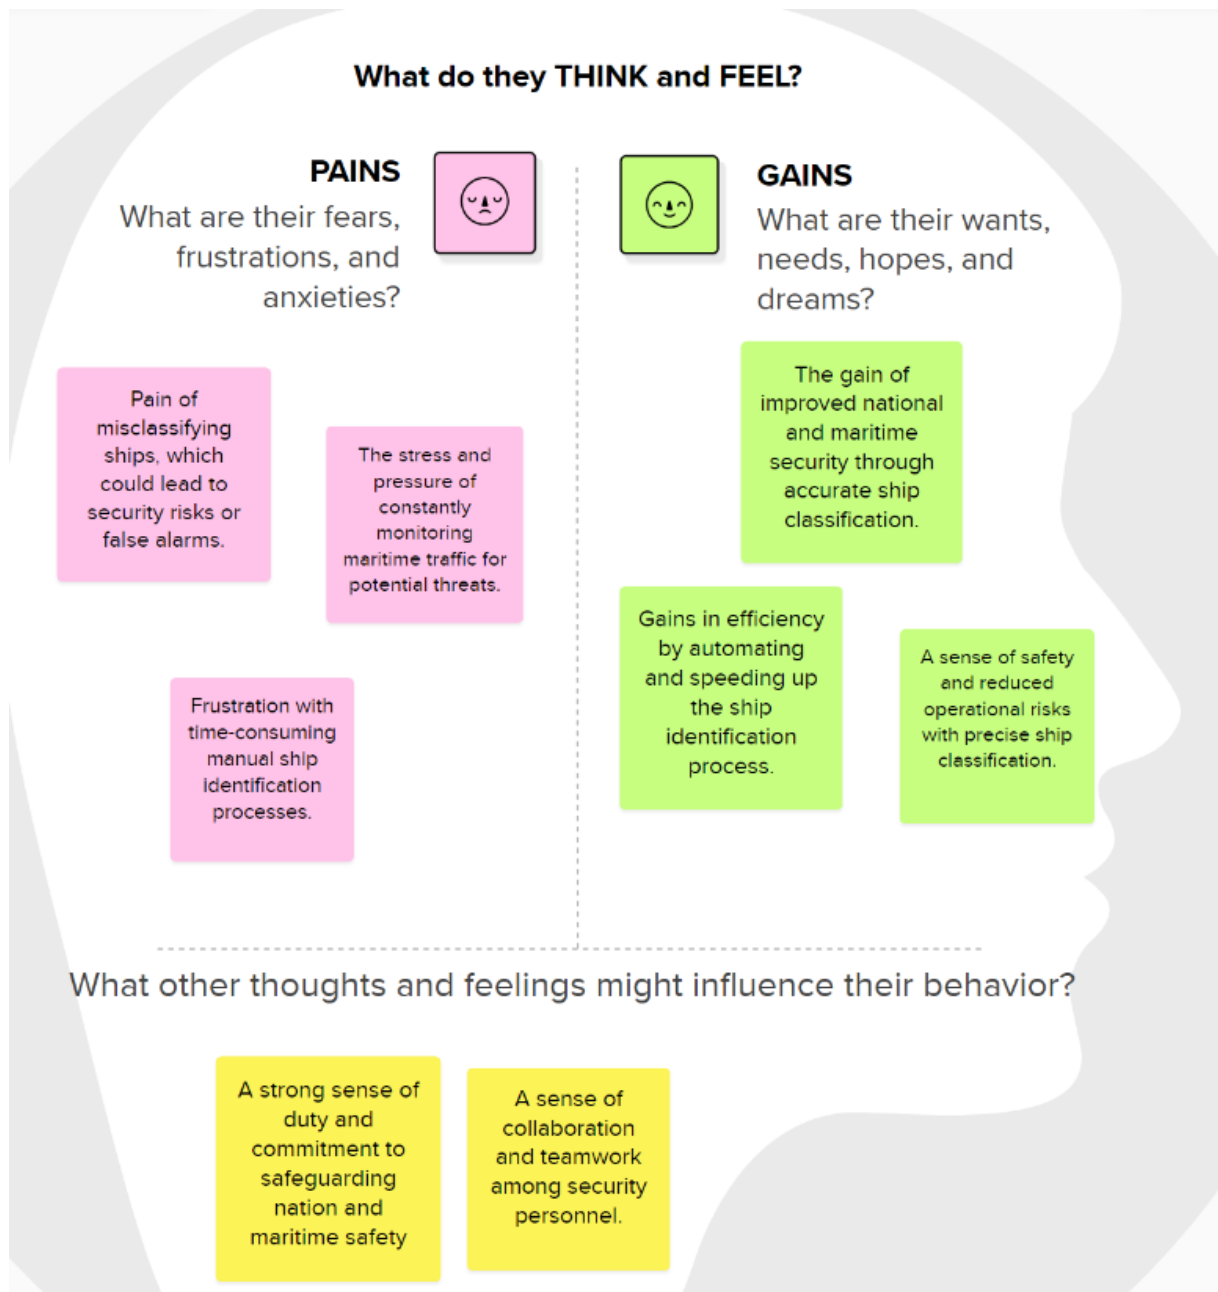 What do they THINK and FEEL?
PAINS
What are their fears,
frustrations, and
anxieties?
GAINS
What are their wants,
needs, hopes, and
dreams?
Pain of
misclassifying
ships, which
could lead to
security risks or
false alarms.
The stress and
pressure of
constantly
monitoring
maritime traffic for
potential threats.
Frustration with
time-consuming
manual ship
identification
processes.
The gain of
improved national
and maritime
security through
accurate ship
classification.
Gains in efficiency
by automating
and speeding up
the ship
identification
process.
A sense of safety
and reduced
operational risks
with precise ship
classification.
What other thoughts and feelings might influence their behavior?
A strong sense of
duty and
commitment to
safeguarding
nation and
maritime safety
A sense of
collaboration
and teamwork
among security
personnel.